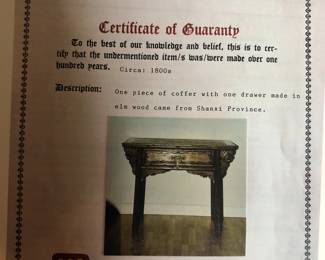 Certificate of Guaranty
To the best of our knowledge and belief, this is to cer-
tify that the undermentioned item/s was/were made over one
hundred years. Circa: 1800s
Description: One piece of coffer with one drawer made in
elm wood came from Shanxi Province.